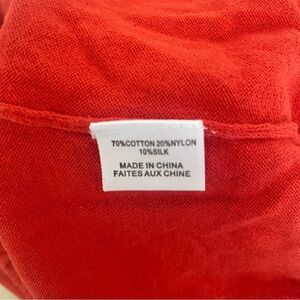 70%COTTON 20%NYLON
10%SILK
MADE IN CHINA
FAITES AUX CHINE